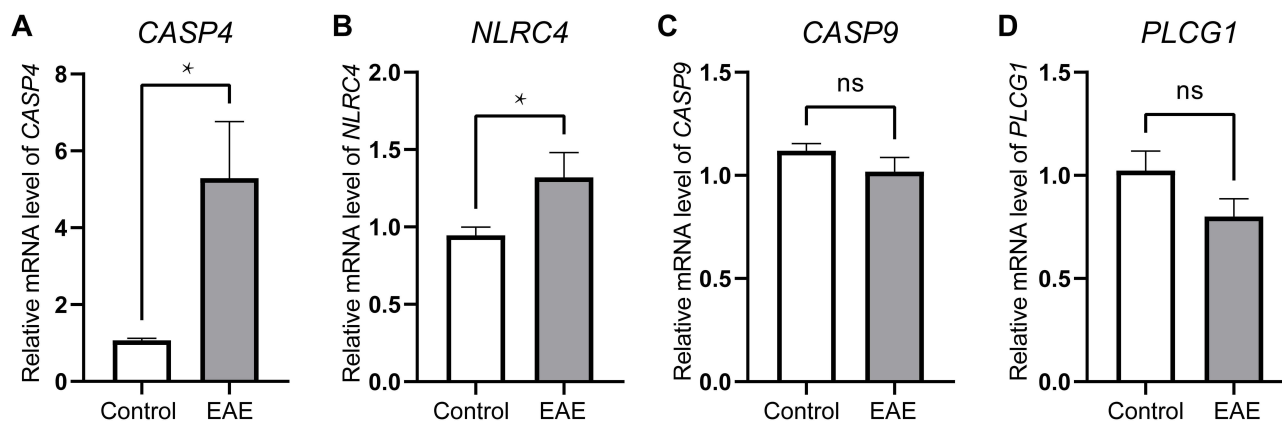 A
CASP4
Relative mRNA level of CASP4
8
6
4
2
0
*
Control
EAE
B
NLRC4
Relative mRNA level of NLRC4
2.0
1.5
1.0
0.5
0.0
*
Control
EAE
C
CASP9
Relative mRNA level of CASP9
1.5
1.0
0.5
0.0
ns
Control
EAE
D
PLCG1
Relative mRNA level of PLCG1
1.5
1.0
0.5
0.0
ns
Control
EAE